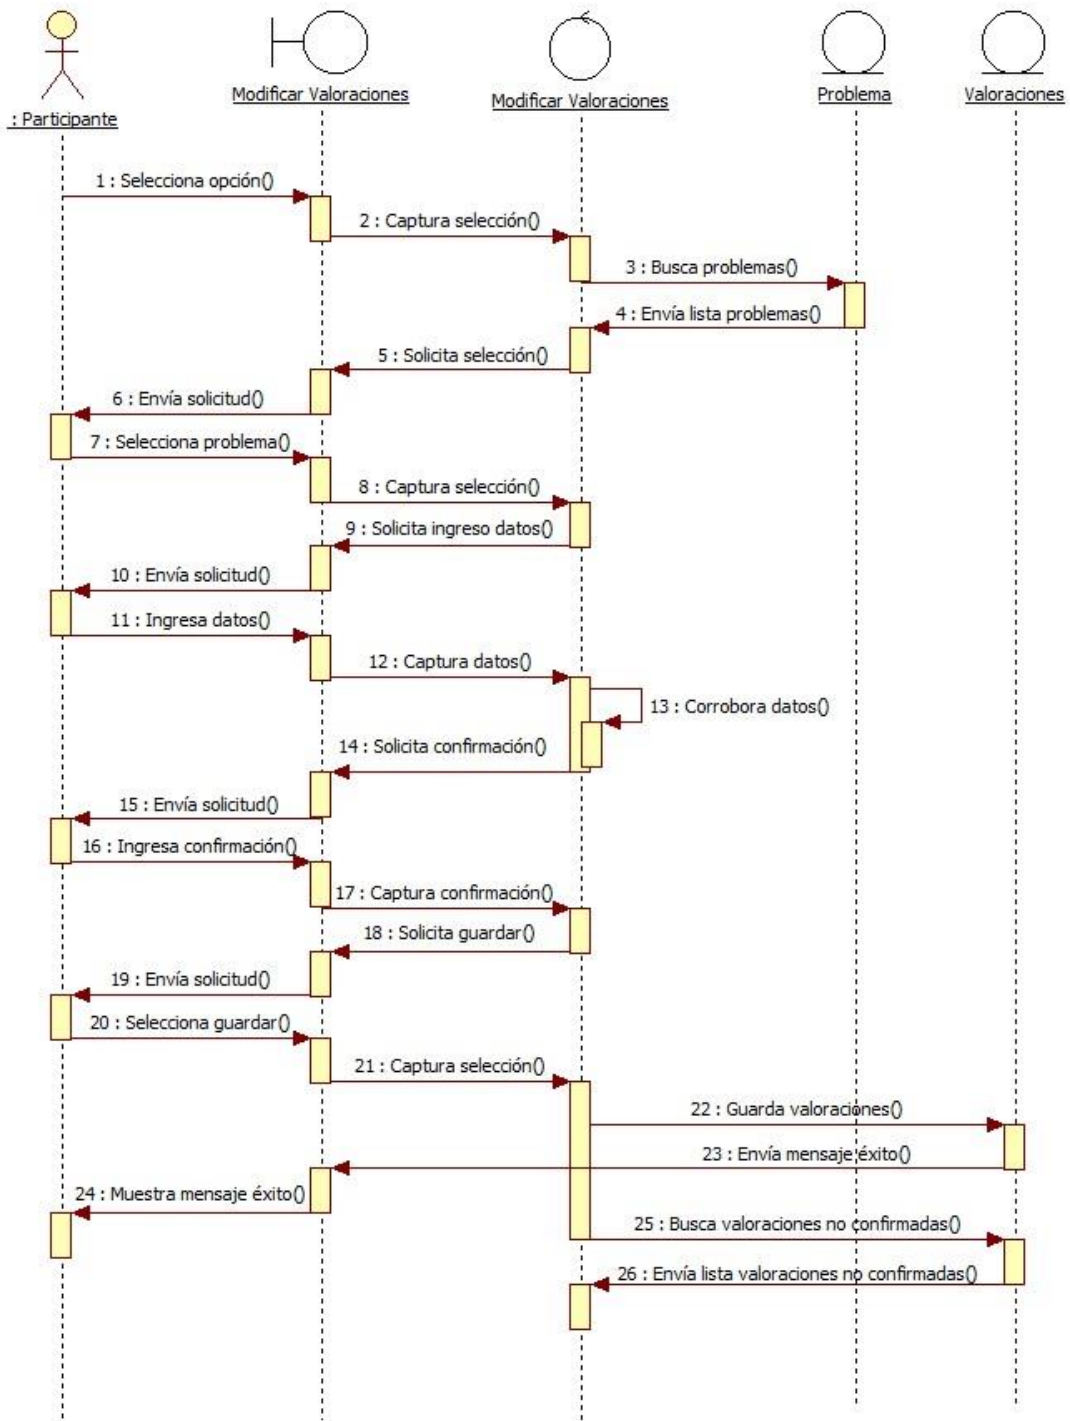 Modificar Valoraciones
Modificar Valoraciones
Problema
Valoraciones
: Participante
1 : Selecciona opción()
2 : Captura selección()
3 : Busca problemas()
4 : Envía lista problemas()
5 : Solicita selección()
6 : Envía solicitud()
7 : Selecciona problema()
8 : Captura selección()
9 : Solicita ingreso datos()
10 : Envía solicitud()
11 : Ingresa datos()
12 : Captura datos()
13 : Corrobora datos()
14 : Solicita confirmación()
15 : Envía solicitud()
16 : Ingresa confirmación()
17 : Captura confirmación()
18 : Solicita guardar()
19 : Envía solicitud()
20 : Selecciona guardar()
21 : Captura selección()
22 : Guarda valoraciones()
23 : Envía mensaje éxito()
24 : Muestra mensaje éxito()
25 : Busca valoraciones no confirmadas()
26 : Envía lista valoraciones no confirmadas()